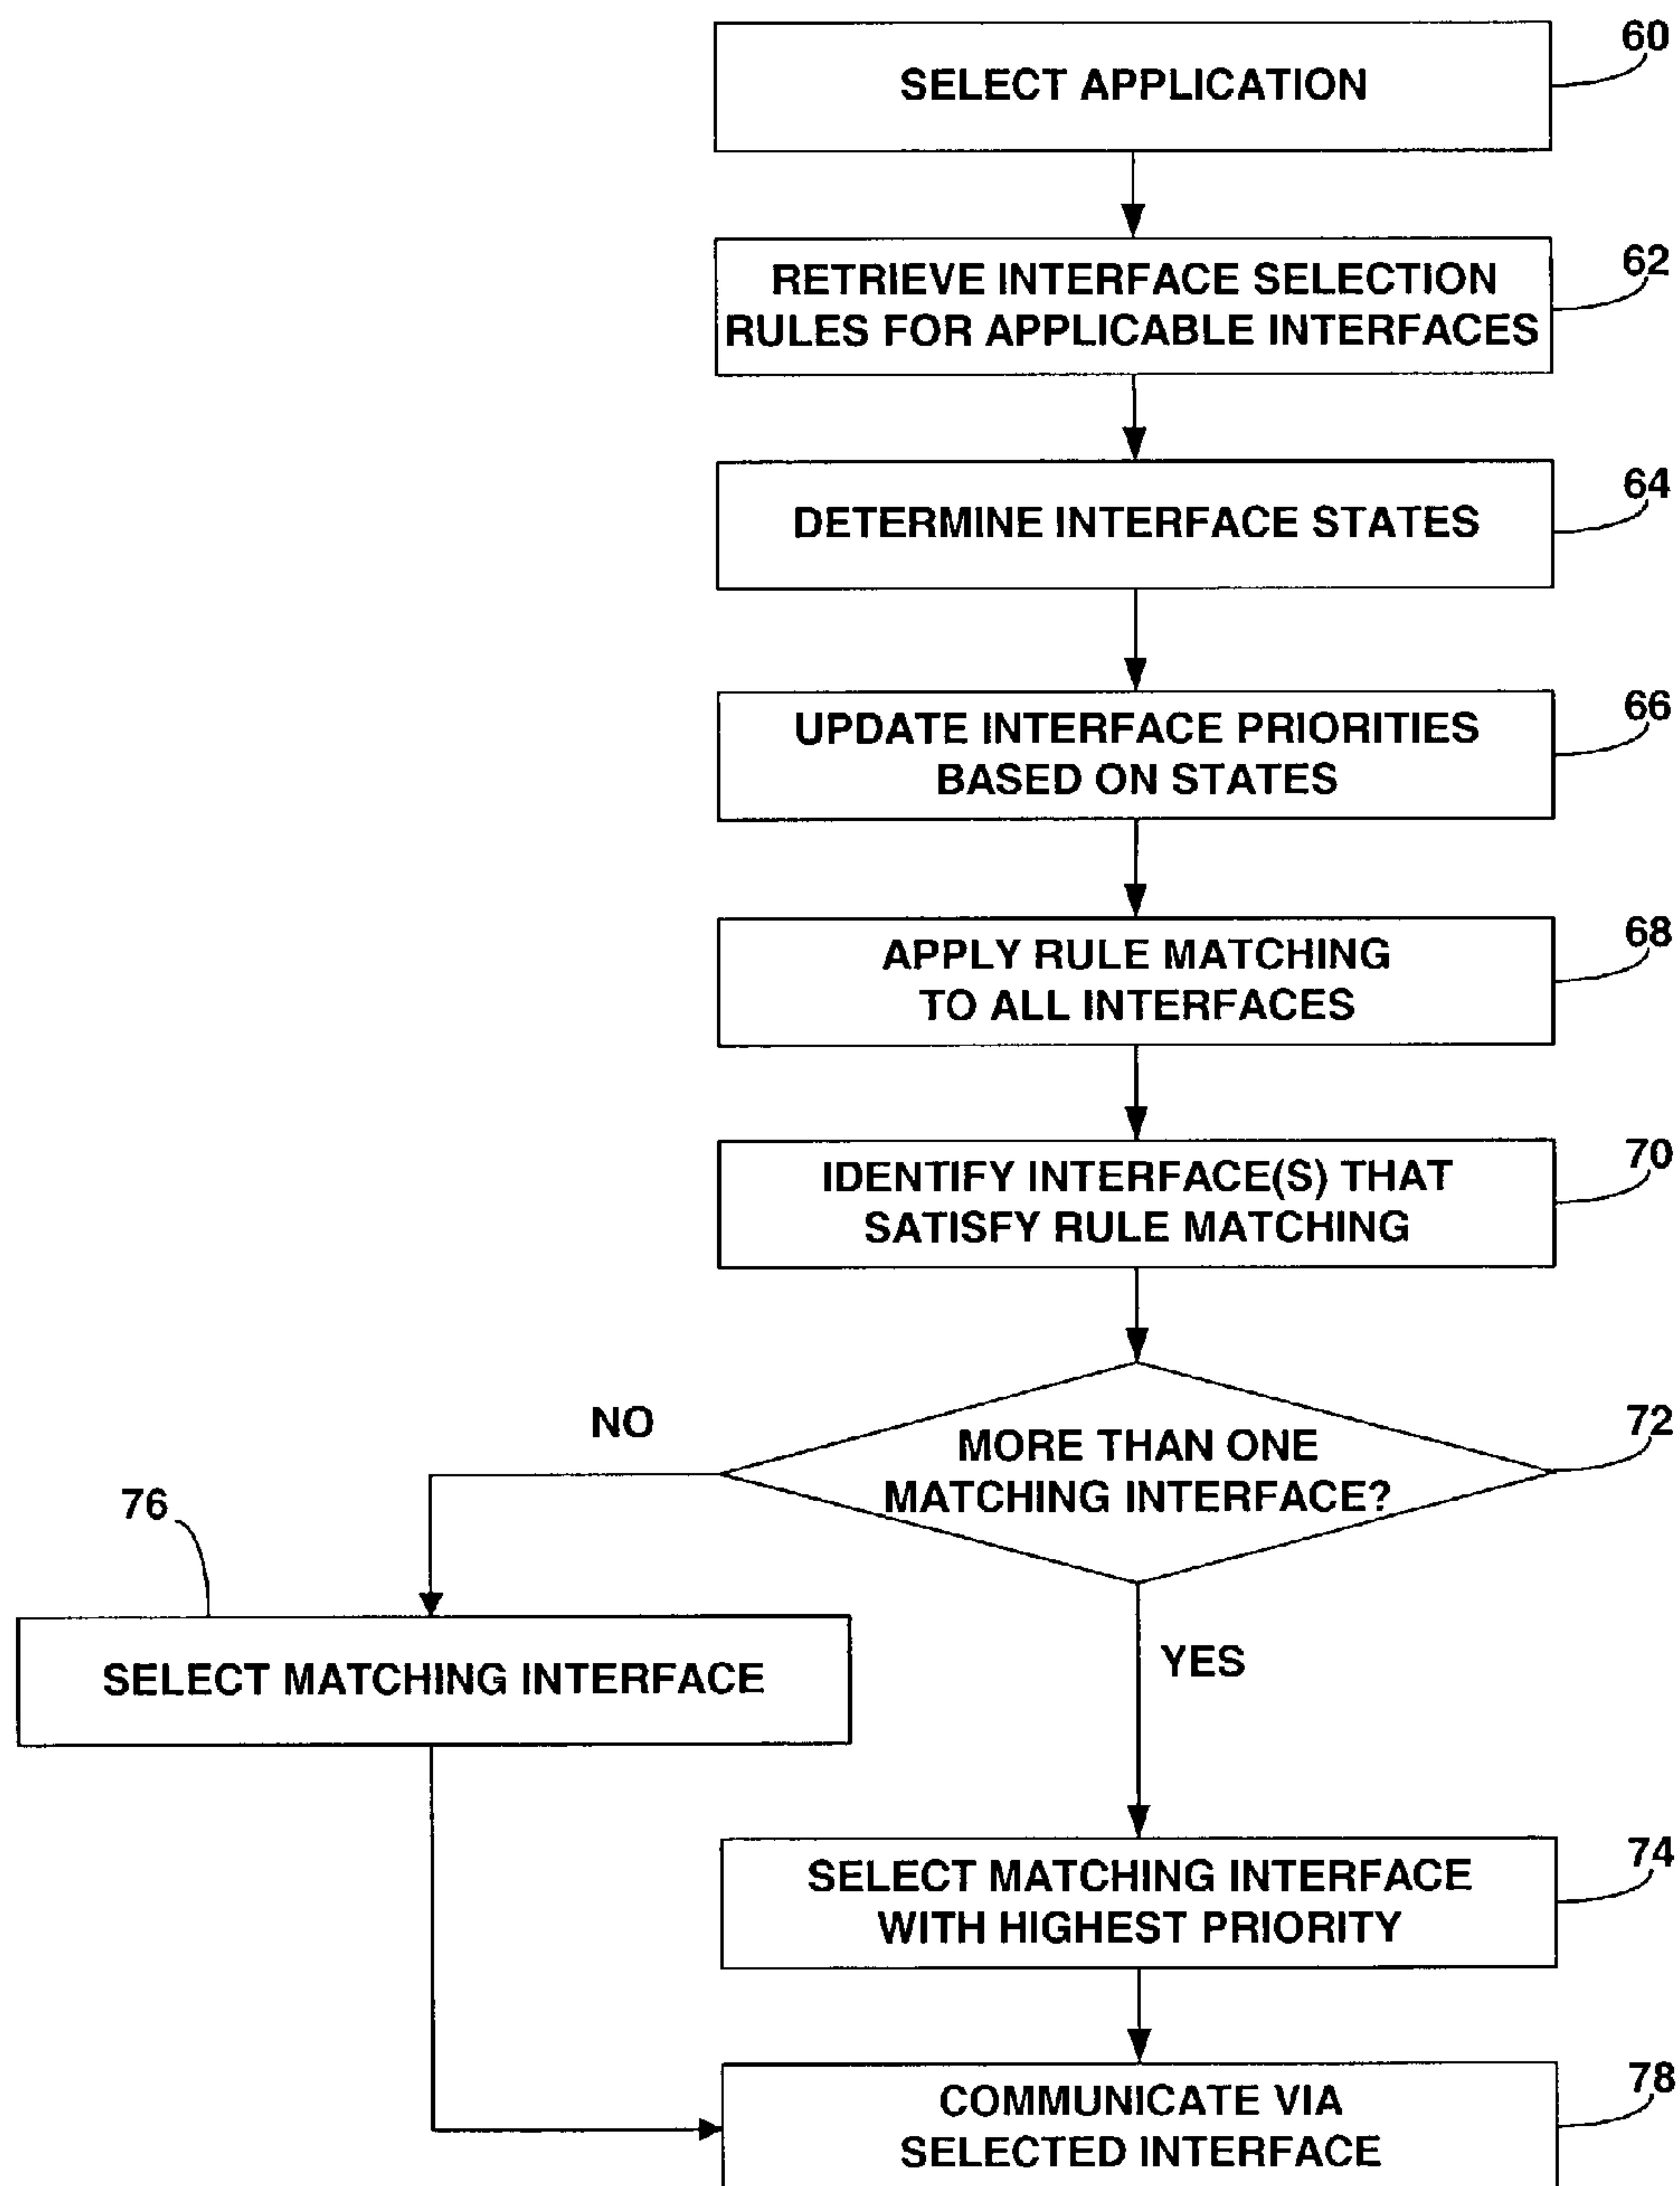 60
SELECT APPLICATION
62
RETRIEVE INTERFACE SELECTION
RULES FOR APPLICABLE INTERFACES
64
DETERMINE INTERFACE STATES
66
UPDATE INTERFACE PRIORITIES
BASED ON STATES
68
APPLY RULE MATCHING
TO ALL INTERFACES
70
IDENTIFY INTERFACE(S) THAT
SATISFY RULE MATCHING
72
NO
MORE THAN ONE
MATCHING INTERFACE?
76
YES
SELECT MATCHING INTERFACE
74
SELECT MATCHING INTERFACE
WITH HIGHEST PRIORITY
78
COMMUNICATE VIA
SELECTED INTERFACE